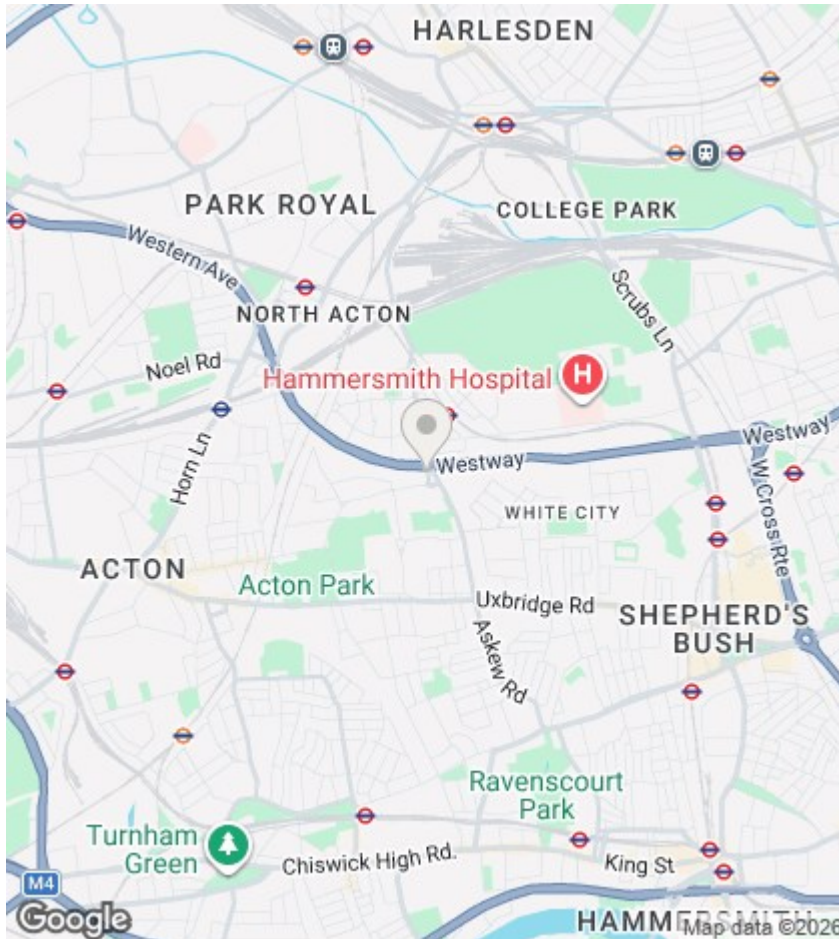 HARLESDEN
PARK ROYAL
COLLEGE PARK
Western Ave
Scrubs Ln
NORTH ACTON
Noel Rd
Hammersmith Hospital
H
Horn Ln
Westway
Westway
W Cross Rte
WHITE CITY
ACTON
Acton Park
Uxbridge Rd
SHEPHERD'S
BUSH
Askew Rd
Ravenscourt
Park
Turnham
Green
Chiswick High Rd.
King St
M4
Google
HAMMERSMITH
Map data ©2026